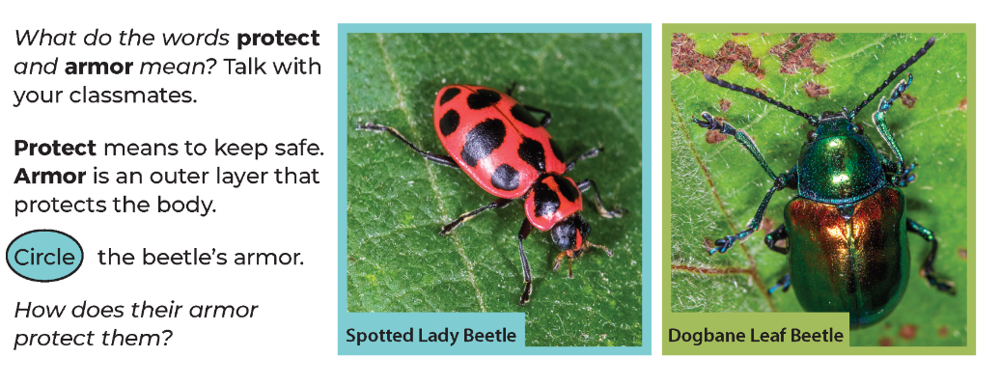 What do the words protect
and armor mean? Talk with
your classmates.
Protect means to keep safe.
Armor is an outer layer that
protects the body.
Circle the beetle's armor.
How does their armor
protect them?
Spotted Lady Beetle
Dogbane Leaf Beetle